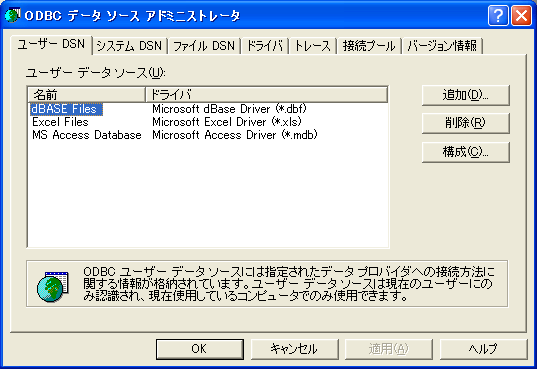 ODBC データ ソース アドミニストレータ
ユーザー DSN システム DSN ファイル DSN ドライバ トレース 接続プール バージョン情報
ユーザー データ ソース(U):
名前 ドライバ
dBASE Files Microsoft dBase Driver (*.dbf)
Excel Files Microsoft Excel Driver (*.xls)
MS Access Database Microsoft Access Driver (*.mdb)
追加(D)...
削除(R)
構成(C)...
ODBC ユーザー データ ソースには指定されたデータ プロバイダへの接続方法に
関する情報が格納されています。ユーザー データ ソースは現在のユーザーにの
み認識され、現在使用しているコンピュータでのみ使用できます。
OK キャンセル 適用(A) ヘルプ